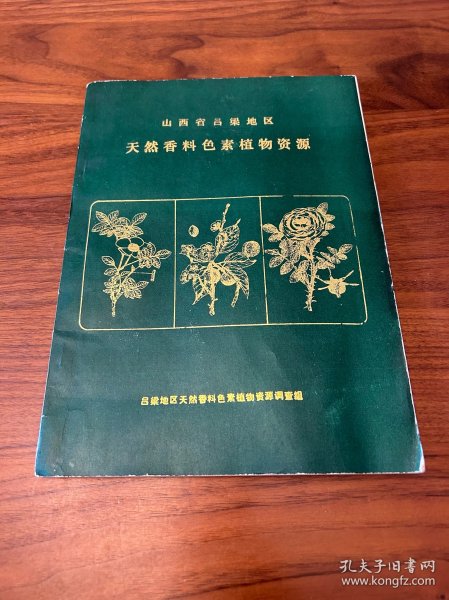 山西省吕梁地区
天然香料色素植物资源
吕梁地区天然香料色素植物资源调查组
孔夫子旧书网
www.kongfz.com